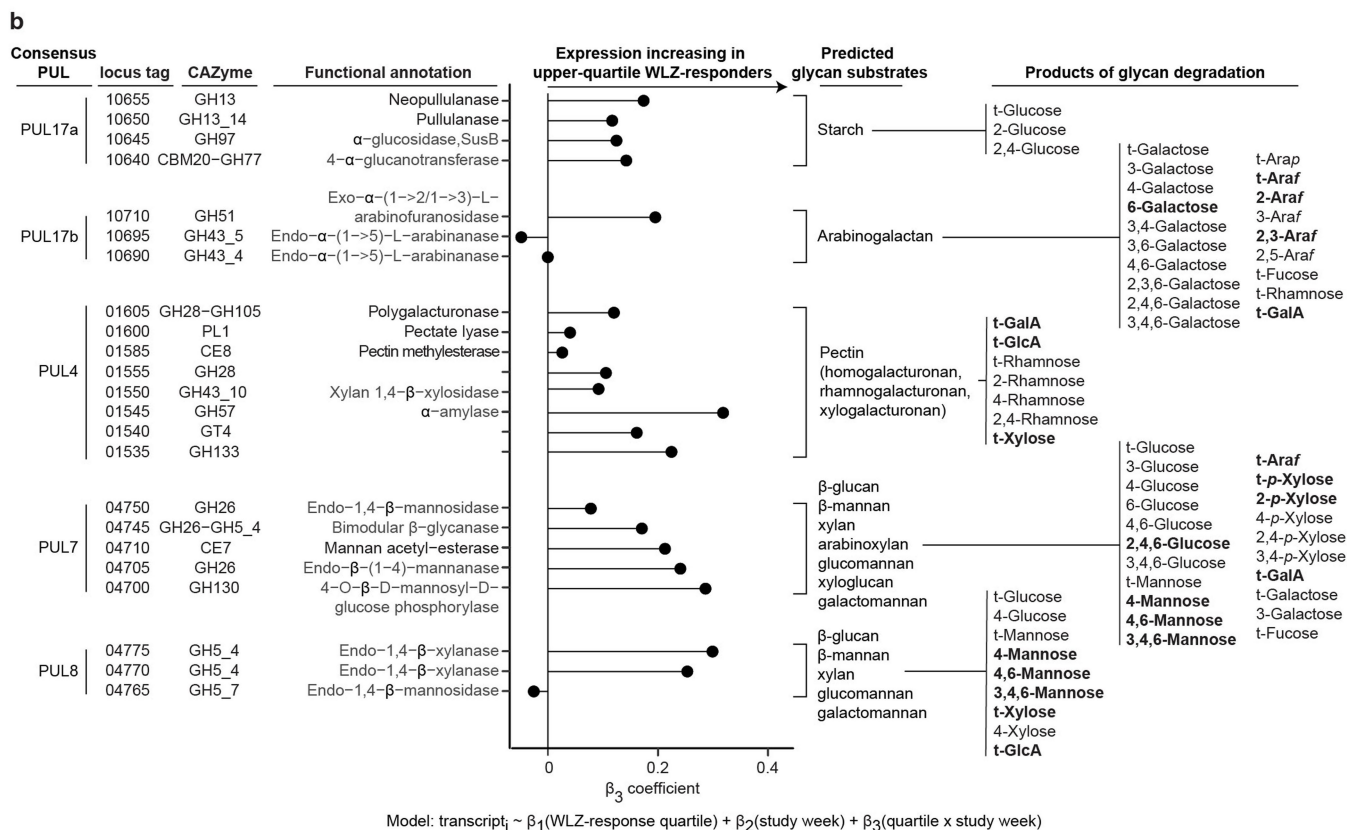 b
Consensus PUL locus tag CAZyme Functional annotation Expression increasing in upper-quartile WLZ-responders Predicted glycan substrates Products of glycan degradation
PUL17a
10655 GH13 Neopullulanase
10650 GH13_14 Pullulanase
10645 GH97 α−glucosidase,SusB
10640 CBM20−GH77 4−α−glucanotransferase
Starch
t-Glucose
2-Glucose
2,4-Glucose
PUL17b
10710 GH51 Exo−α−(1−>2/1−>3)−L−
arabinofuranosidase
10695 GH43_5 Endo−α−(1−>5)−L−arabinanase
10690 GH43_4 Endo−α−(1−>5)−L−arabinanase
Arabinogalactan
t-Galactose
3-Galactose
4-Galactose
6-Galactose
3,4-Galactose
3,6-Galactose
4,6-Galactose
2,3,6-Galactose
2,4,6-Galactose
3,4,6-Galactose
t-Arap
t-Araf
2-Araf
3-Araf
2,3-Araf
2,5-Araf
t-Fucose
t-Rhamnose
t-GalA
PUL4
01605 GH28−GH105 Polygalacturonase
01600 PL1 Pectate lyase
01585 CE8 Pectin methylesterase
01555 GH28
01550 GH43_10 Xylan 1,4−β−xylosidase
01545 GH57 α−amylase
01540 GT4
01535 GH133
Pectin
(homogalacturonan,
rhamnogalacturonan,
xylogalacturonan)
t-GalA
t-GlcA
t-Rhamnose
2-Rhamnose
4-Rhamnose
2,4-Rhamnose
t-Xylose
PUL7
04750 GH26 Endo−1,4−β−mannosidase
04745 GH26−GH5_4 Bimodular β−glycanase
04710 CE7 Mannan acetyl−esterase
04705 GH26 Endo−β−(1−4)−mannanase
04700 GH130 4−O−β−D−mannosyl−D−
glucose phosphorylase
β-glucan
β-mannan
xylan
arabinoxylan
glucomannan
xyloglucan
galactomannan
t-Glucose
3-Glucose
4-Glucose
6-Glucose
4,6-Glucose
2,4,6-Glucose
3,4,6-Glucose
t-Mannose
4-Mannose
4,6-Mannose
3,4,6-Mannose
t-Araf
t-p-Xylose
2-p-Xylose
4-p-Xylose
2,4-p-Xylose
3,4-p-Xylose
t-GalA
t-Galactose
3-Galactose
t-Fucose
PUL8
04775 GH5_4 Endo−1,4−β−xylanase
04770 GH5_4 Endo−1,4−β−xylanase
04765 GH5_7 Endo−1,4−β−mannosidase
β-glucan
β-mannan
xylan
glucomannan
galactomannan
t-Glucose
4-Glucose
t-Mannose
4-Mannose
4,6-Mannose
3,4,6-Mannose
t-Xylose
4-Xylose
t-GlcA
0 0.2 0.4
β3 coefficient
Model: transcripti ~ β1(WLZ-response quartile) + β2(study week) + β3(quartile x study week)